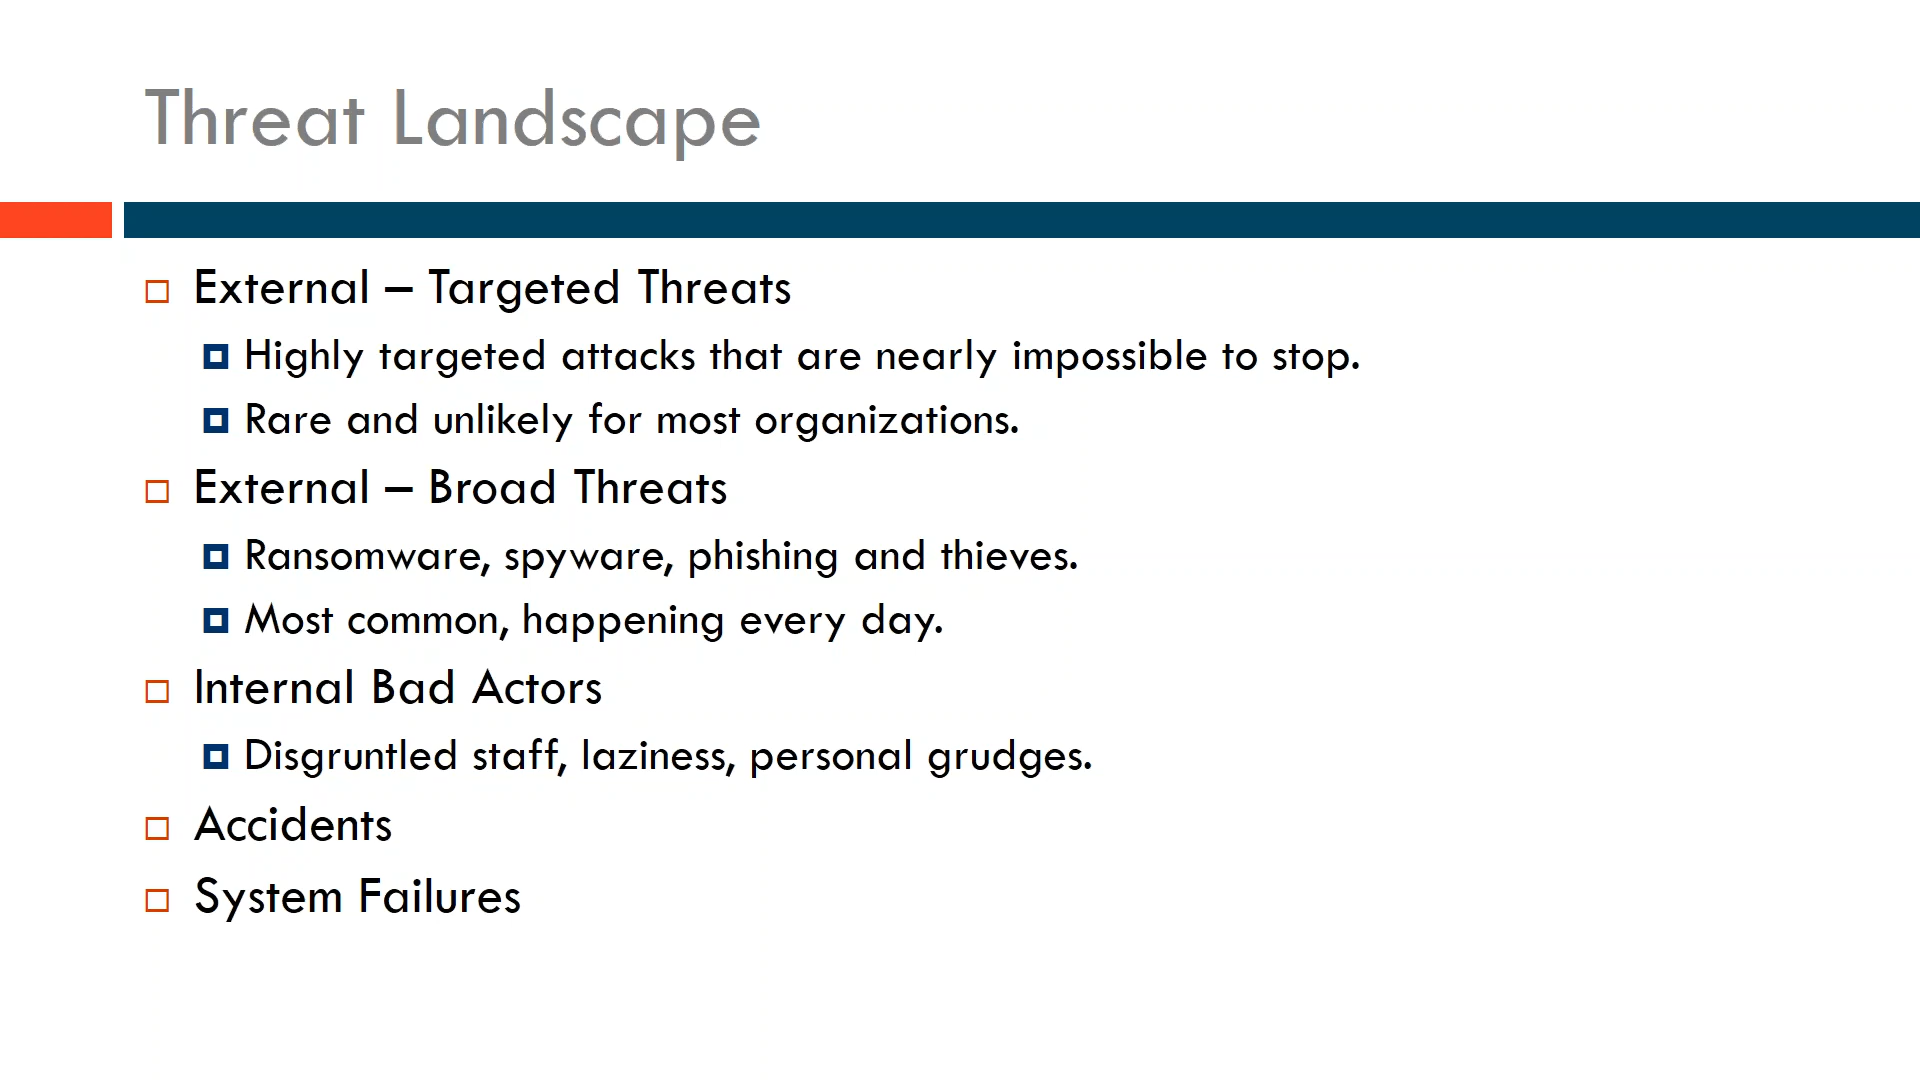 Threat Landscape
External – Targeted Threats
Highly targeted attacks that are nearly impossible to stop.
Rare and unlikely for most organizations.
External – Broad Threats
Ransomware, spyware, phishing and thieves.
Most common, happening every day.
Internal Bad Actors
Disgruntled staff, laziness, personal grudges.
Accidents
System Failures